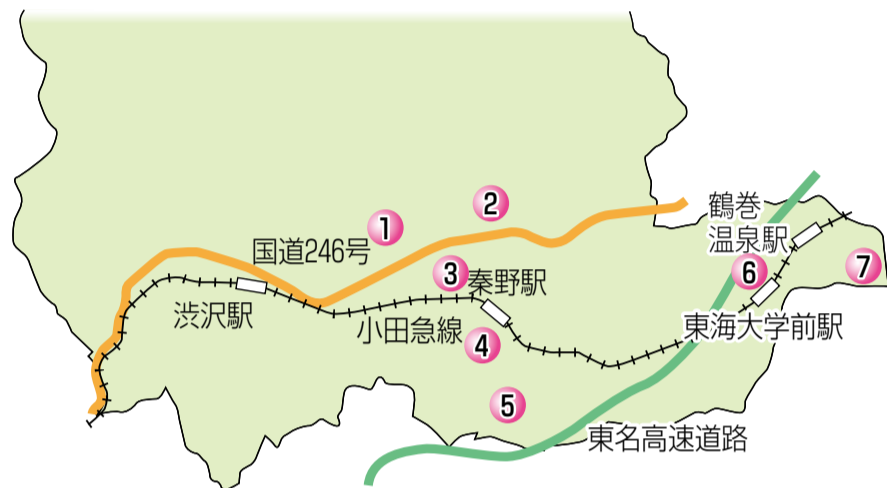 鶴巻
温泉駅
2
1
国道246号
3
秦野駅
6
7
渋沢駅
小田急線
4
東海大学前駅
5
東名高速道路